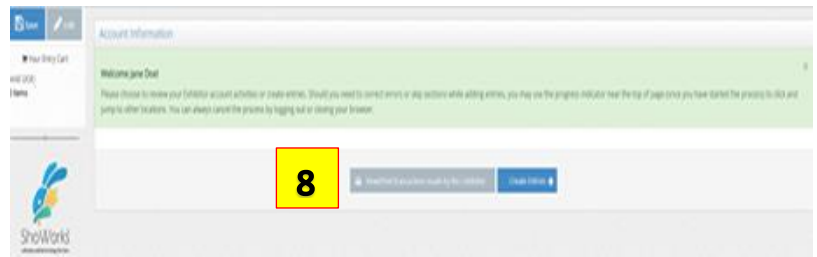 Save
Edit
Account Information
Your Entry Cart
Items
Welcome Jane Doe!
Please choose to review your Exhibitor account activities or create entries. Should you need to correct errors or skip sections while adding entries, you may use the progress indicator near the top of page once you have started the process to click and
jump to other locations. You can always cancel the process by logging out or closing your browser.
8
Create Entries
ShoWorks